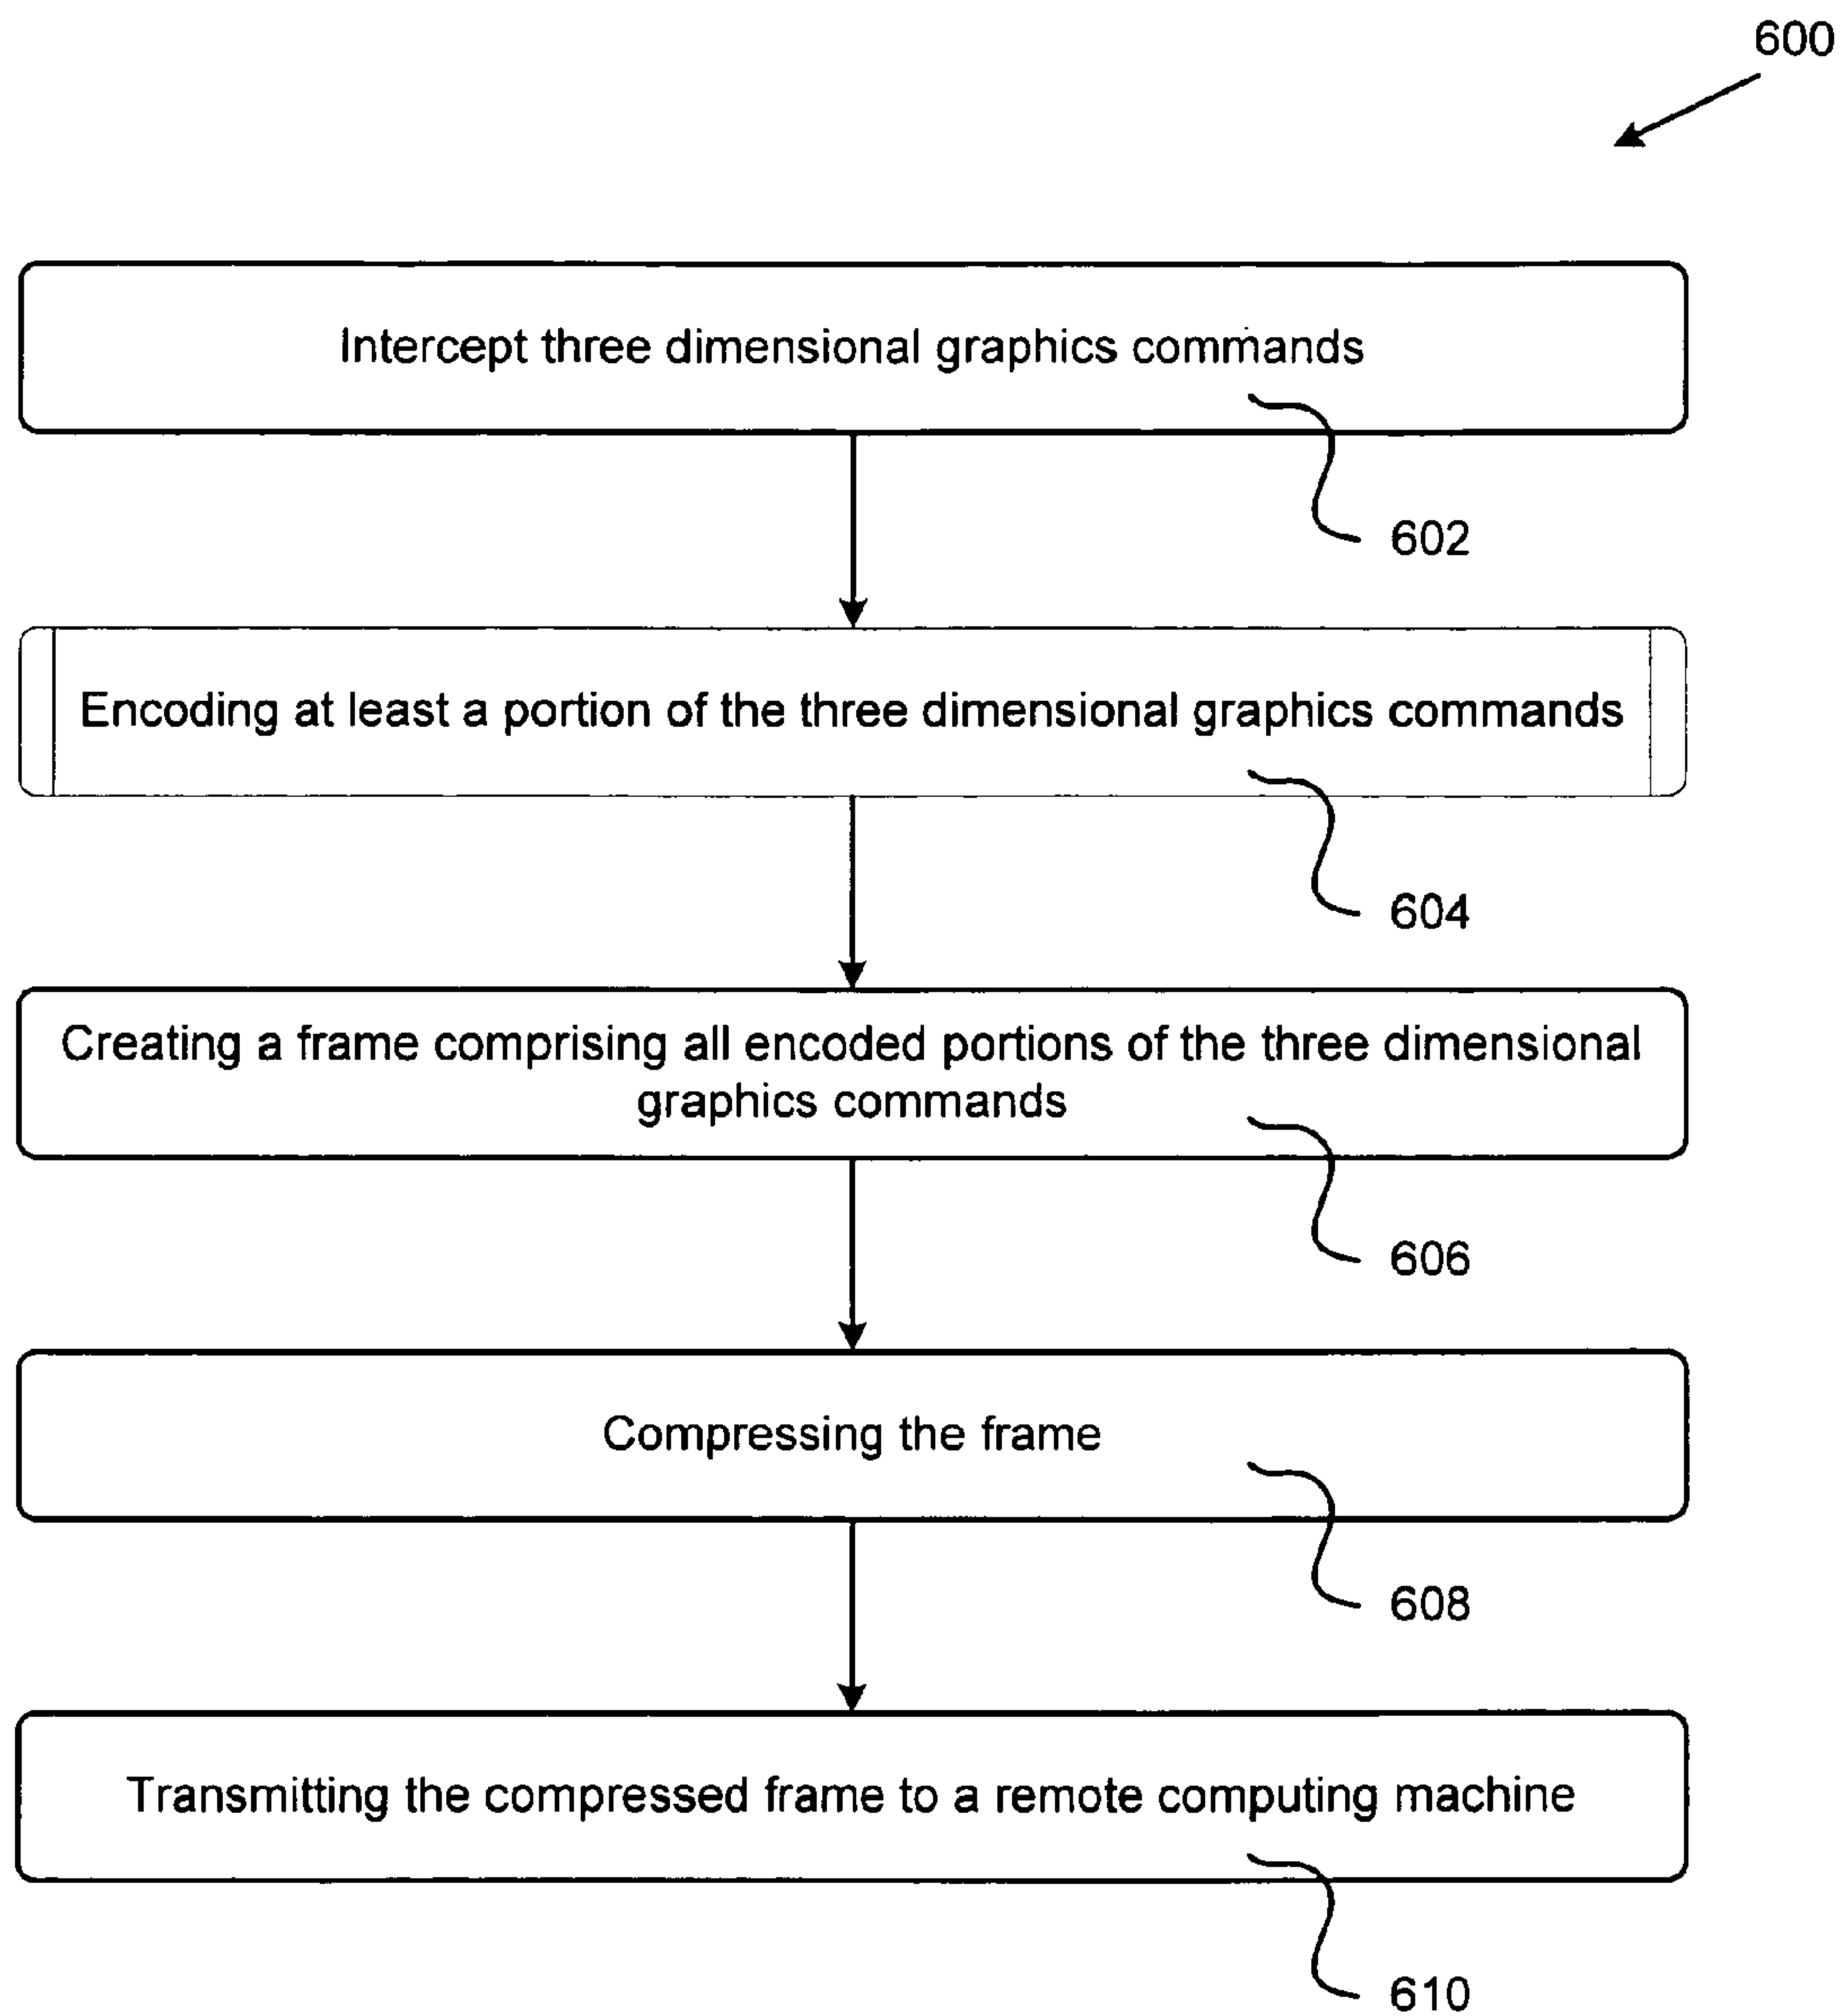 600
Intercept three dimensional graphics commands
602
Encoding at least a portion of the three dimensional graphics commands
604
Creating a frame comprising all encoded portions of the three dimensional
graphics commands
606
Compressing the frame
608
Transmitting the compressed frame to a remote computing machine
610